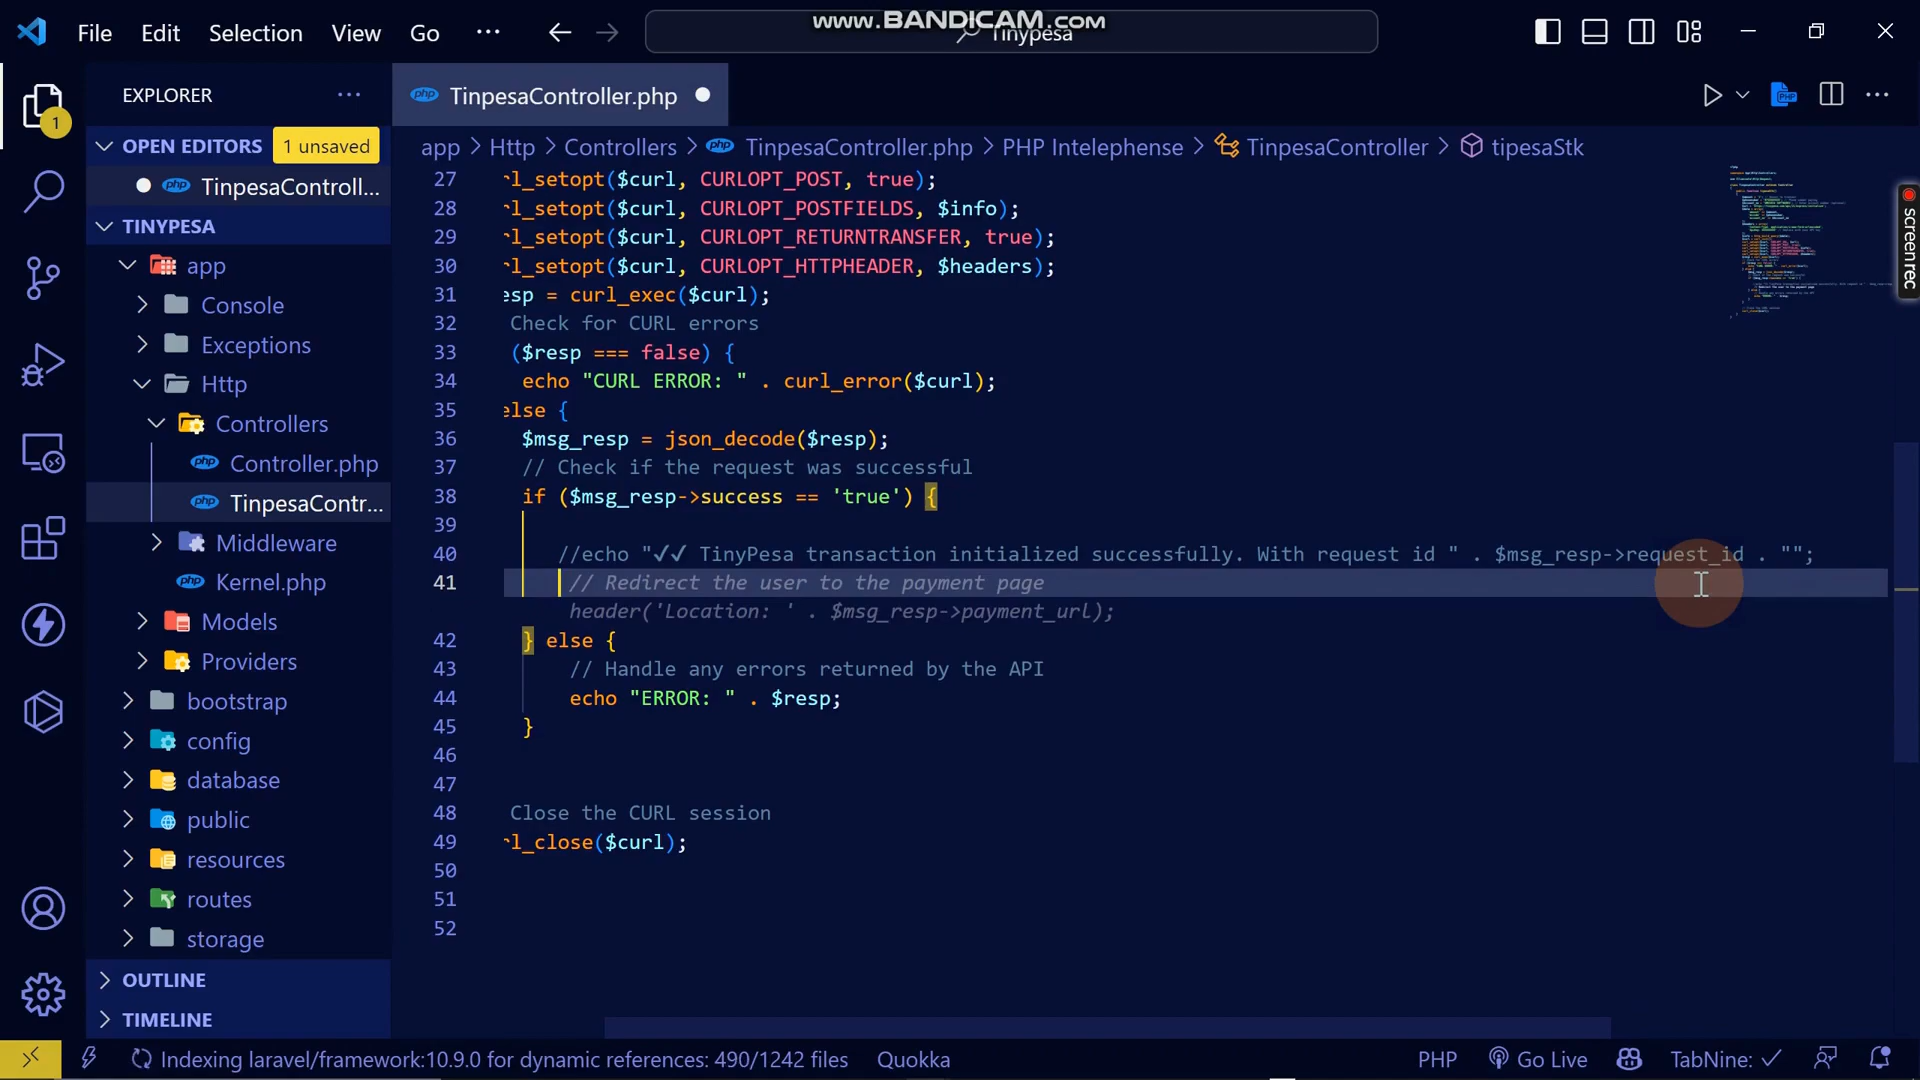 www.BANDICAM.com
File Edit Selection View Go ··· Tinypesa
EXPLORER ···
TinpesaController.php
OPEN EDITORS 1 unsaved
TinpesaControll...
TINYPESA
app
Console
Exceptions
Http
Controllers
Controller.php
TinpesaContr...
Middleware
Kernel.php
Models
Providers
bootstrap
config
database
public
resources
routes
storage
OUTLINE
TIMELINE
app > Http > Controllers > TinpesaController.php > PHP Intelephense > TinpesaController > tipesaStk
27 rl_setopt($curl, CURLOPT_POST, true);
28 rl_setopt($curl, CURLOPT_POSTFIELDS, $info);
29 rl_setopt($curl, CURLOPT_RETURNTRANSFER, true);
30 rl_setopt($curl, CURLOPT_HTTPHEADER, $headers);
31 esp = curl_exec($curl);
32 Check for CURL errors
33 ($resp === false) {
34 echo "CURL ERROR: " . curl_error($curl);
35 else {
36 $msg_resp = json_decode($resp);
37 // Check if the request was successful
38 if ($msg_resp->success == 'true') {
39
40 //echo "✓✓ TinyPesa transaction initialized successfully. With request id " . $msg_resp->request_id . "";
41 // Redirect the user to the payment page
header('Location: ' . $msg_resp->payment_url);
42 } else {
43 // Handle any errors returned by the API
44 echo "ERROR: " . $resp;
45 }
46
47
48 Close the CURL session
49 rl_close($curl);
50
51
52
screenrec
1
Indexing laravel/framework:10.9.0 for dynamic references: 490/1242 files Quokka PHP Go Live TabNine: ✓